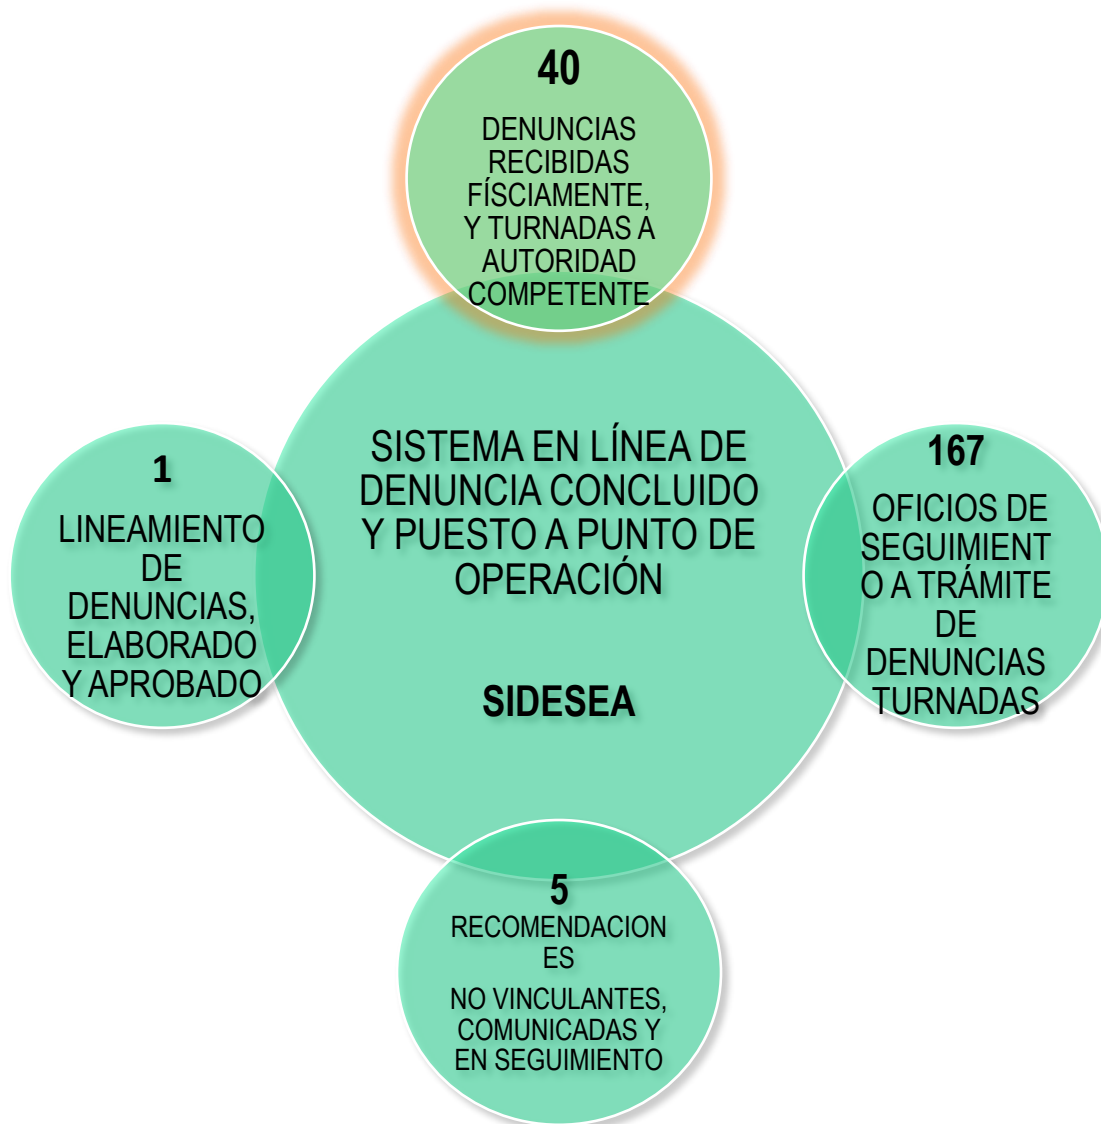 40
DENUNCIAS
RECIBIDAS
FÍSCIAMENTE,
Y TURNADAS A
AUTORIDAD
COMPETENTE
SISTEMA EN LÍNEA DE
DENUNCIA CONCLUIDO
Y PUESTO A PUNTO DE
OPERACIÓN
SIDESEA
1
LINEAMIENTO
DE
DENUNCIAS,
ELABORADO
Y APROBADO
167
OFICIOS DE
SEGUIMIENT
O A TRÁMITE
DE
DENUNCIAS
TURNADAS
5
RECOMENDACION
ES
NO VINCULANTES,
COMUNICADAS Y
EN SEGUIMIENTO